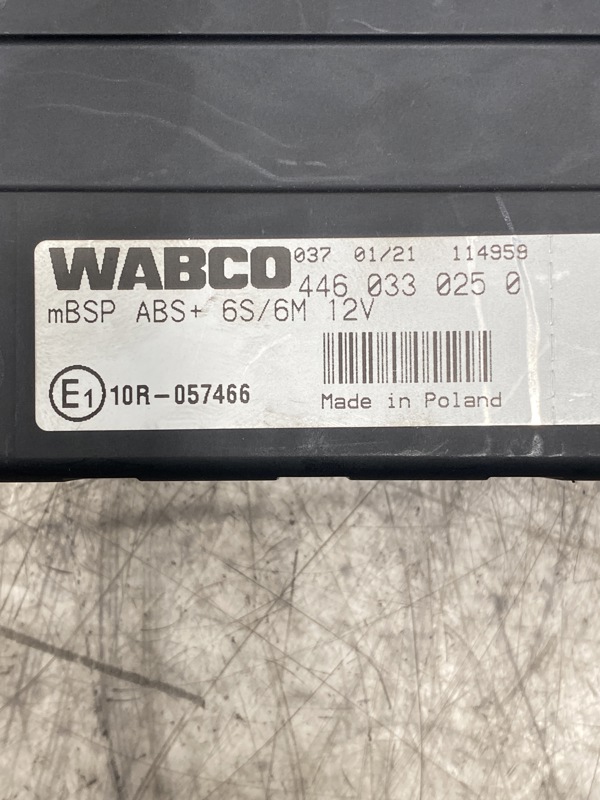 WABCO 037 01/21 114959
446 033 025 0
mBSP ABS+ 6S/6M 12V
E1 10R-057466
Made in Poland